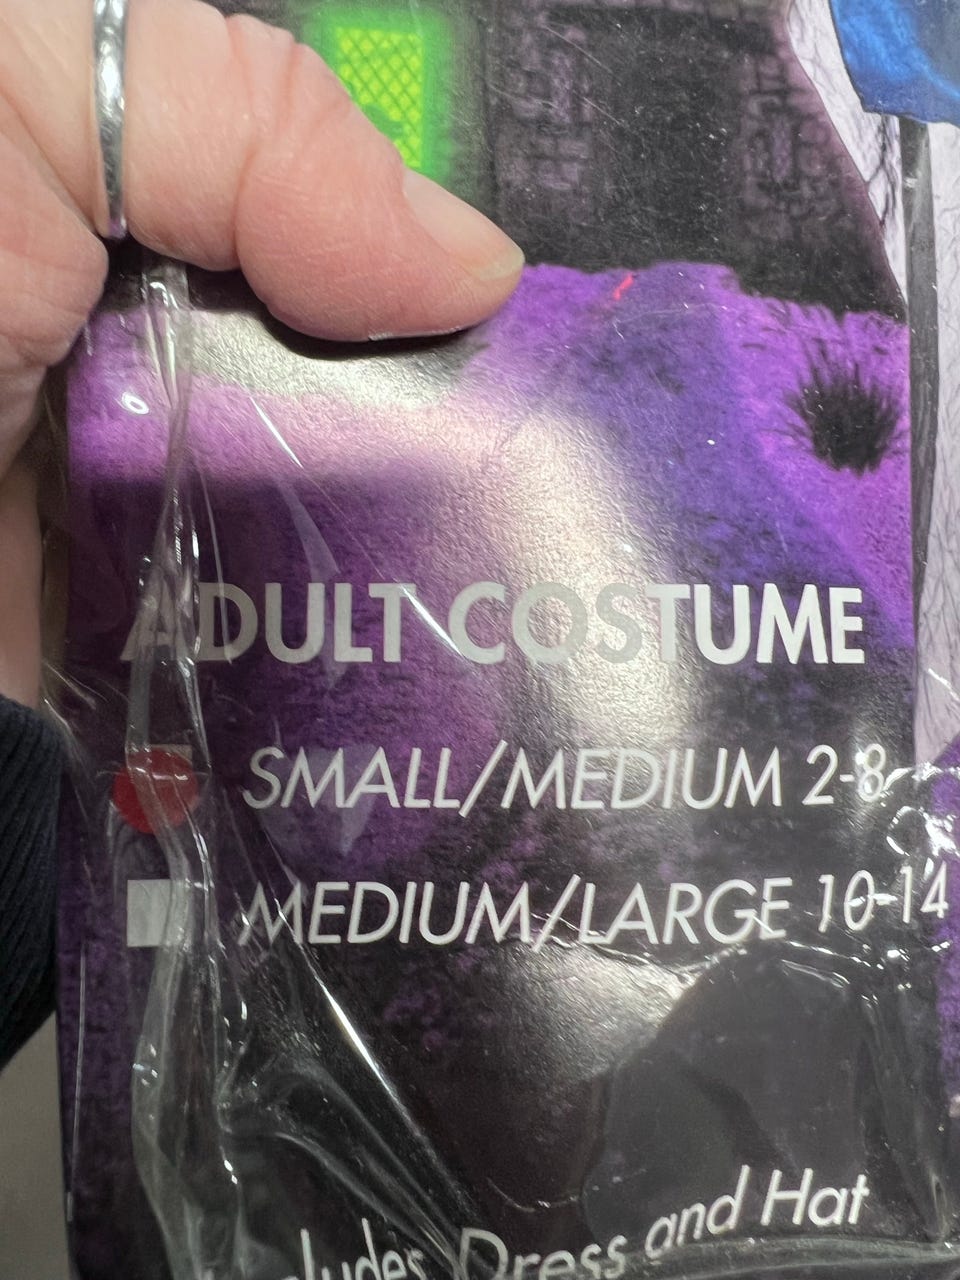 ADULT COSTUME
SMALL/MEDIUM 2-8
MEDIUM/LARGE 10-14
Dress and Hat